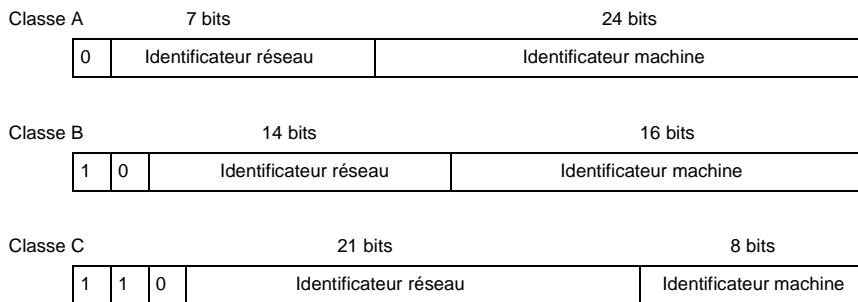 Classe A 7 bits 24 bits
0 Identificateur réseau Identificateur machine
Classe B 14 bits 16 bits
1 0 Identificateur réseau Identificateur machine
Classe C 21 bits 8 bits
1 1 0 Identificateur réseau Identificateur machine